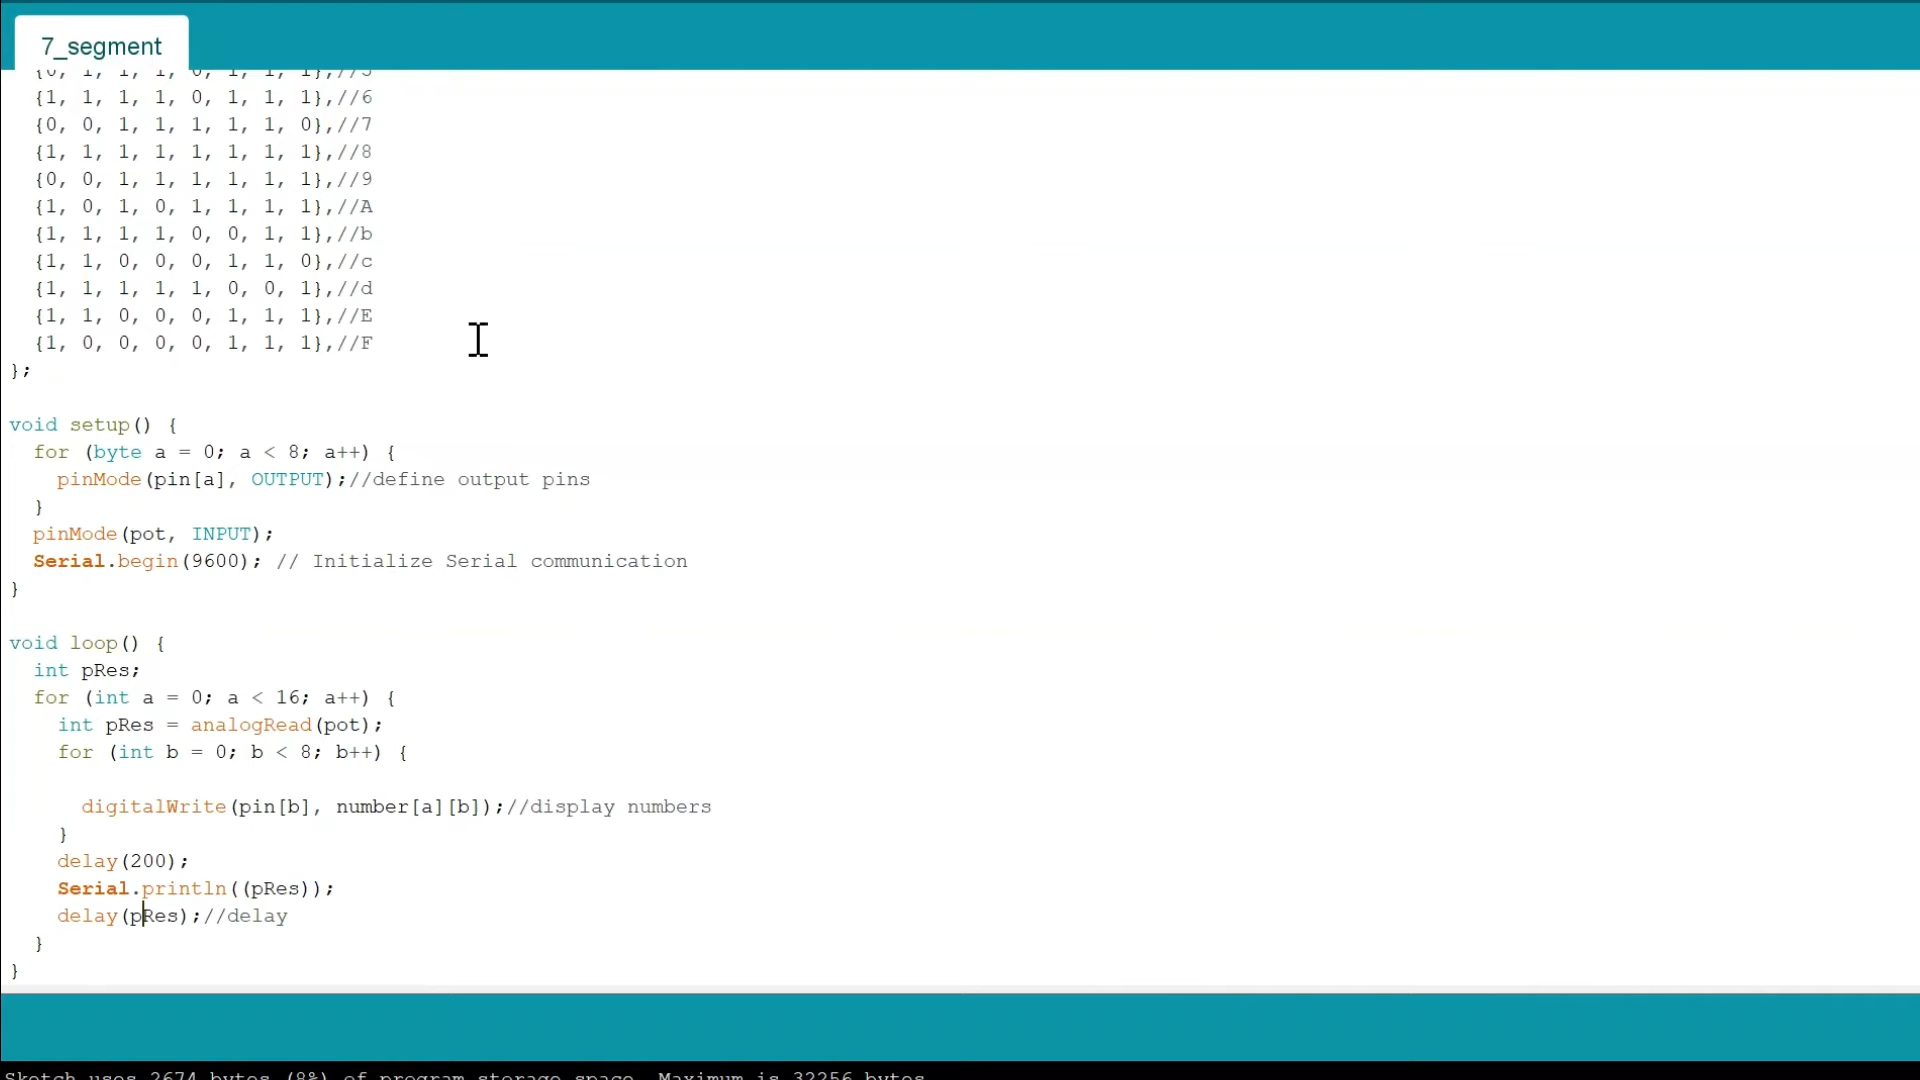 7_segment
{0, 1, 1, 1, 0, 1, 1, 1},//5
{1, 1, 1, 1, 0, 1, 1, 1},//6
{0, 0, 1, 1, 1, 1, 1, 0},//7
{1, 1, 1, 1, 1, 1, 1, 1},//8
{0, 0, 1, 1, 1, 1, 1, 1},//9
{1, 0, 1, 0, 1, 1, 1, 1},//A
{1, 1, 1, 1, 0, 0, 1, 1},//b
{1, 1, 0, 0, 0, 1, 1, 0},//c
{1, 1, 1, 1, 1, 0, 0, 1},//d
{1, 1, 0, 0, 0, 1, 1, 1},//E
{1, 0, 0, 0, 0, 1, 1, 1},//F
};
void setup() {
for (byte a = 0; a < 8; a++) {
pinMode(pin[a], OUTPUT);//define output pins
}
pinMode(pot, INPUT);
Serial.begin(9600); // Initialize Serial communication
}
void loop() {
int pRes;
for (int a = 0; a < 16; a++) {
int pRes = analogRead(pot);
for (int b = 0; b < 8; b++) {
digitalWrite(pin[b], number[a][b]);//display numbers
}
delay(200);
Serial.println((pRes));
delay(pRes);//delay
}
}
Sketch uses 2674 bytes (8%) of program storage space. Maximum is 32256 bytes.